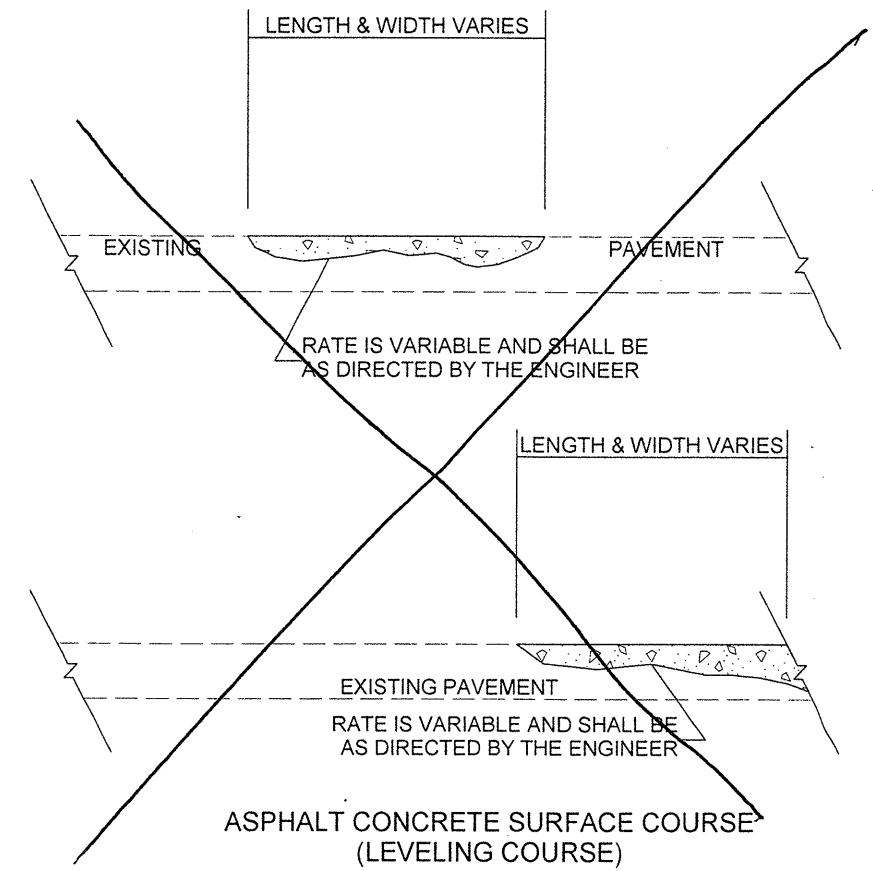 LENGTH & WIDTH VARIES
EXISTING
PAVEMENT
RATE IS VARIABLE AND SHALL BE
AS DIRECTED BY THE ENGINEER
LENGTH & WIDTH VARIES
EXISTING PAVEMENT
RATE IS VARIABLE AND SHALL BE
AS DIRECTED BY THE ENGINEER
ASPHALT CONCRETE SURFACE COURSE
(LEVELING COURSE)